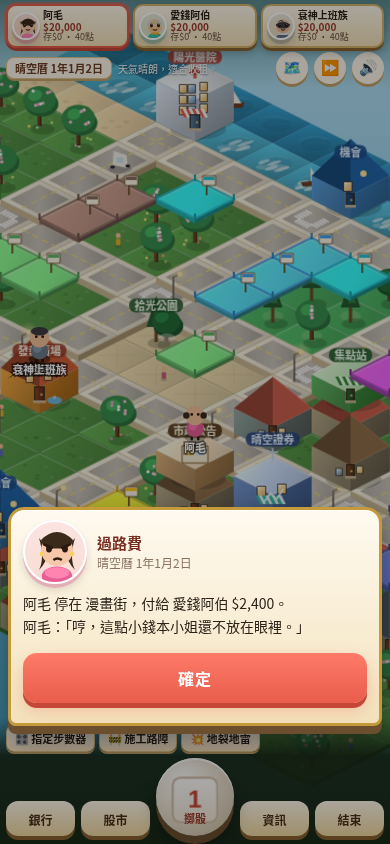 阿毛
$20,000
存$0 · 40點
愛錢阿伯
$20,000
存$0 · 40點
衰神上班族
$20,000
存$0 · 40點
晴空曆 1年1月2日
天氣晴朗，適合收租
陽光醫院
機會
拾光公園
衰神上班族
集點站
阿毛
晴空證券
過路費
晴空曆 1年1月2日
阿毛 停在 漫畫街，付給 愛錢阿伯 $2,400。
阿毛：「哼，這點小錢本小姐還不放在眼裡。」
確定
指定步數器
施工路障
地裂地雷
1
擲骰
銀行
股市
資訊
結束